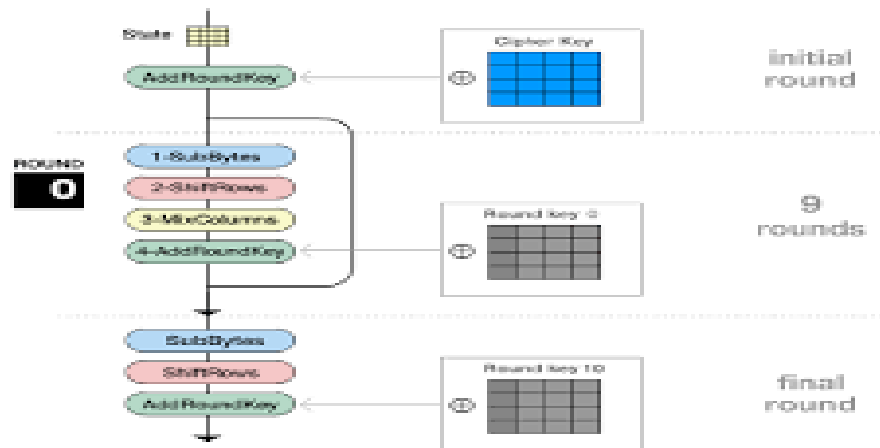 State
Cipher Key
AddRoundKey
initial
round
ROUND
0
1-SubBytes
2-ShiftRows
3-MixColumns
4-AddRoundKey
Round key
9
rounds
SubBytes
ShiftRows
AddRoundKey
Round key 10
final
round